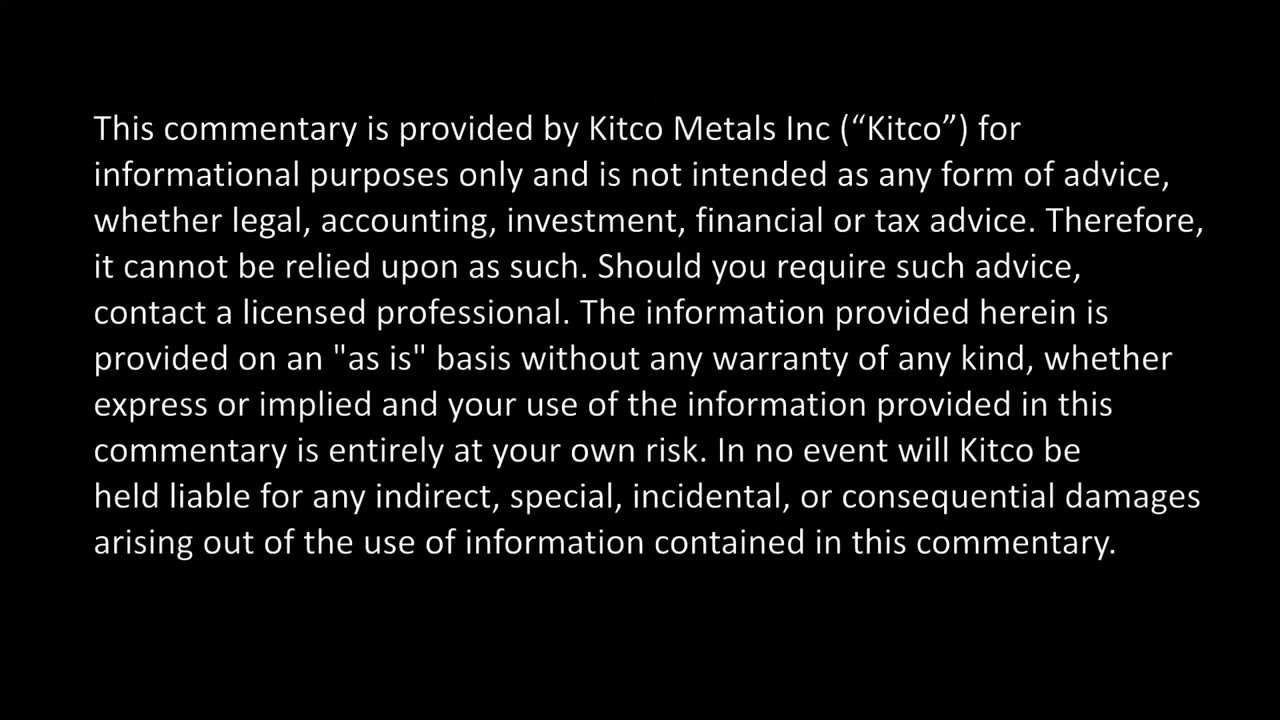 This commentary is provided by Kitco Metals Inc (“Kitco”) for
informational purposes only and is not intended as any form of advice,
whether legal, accounting, investment, financial or tax advice. Therefore,
it cannot be relied upon as such. Should you require such advice,
contact a licensed professional. The information provided herein is
provided on an "as is" basis without any warranty of any kind, whether
express or implied and your use of the information provided in this
commentary is entirely at your own risk. In no event will Kitco be
held liable for any indirect, special, incidental, or consequential damages
arising out of the use of information contained in this commentary.